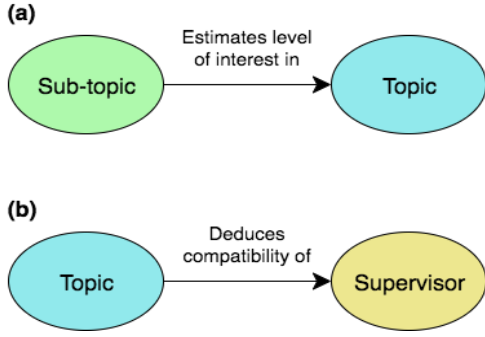 (a)
Estimates level
of interest in
Sub-topic
Topic
(b)
Deduces
compatibility of
Topic
Supervisor